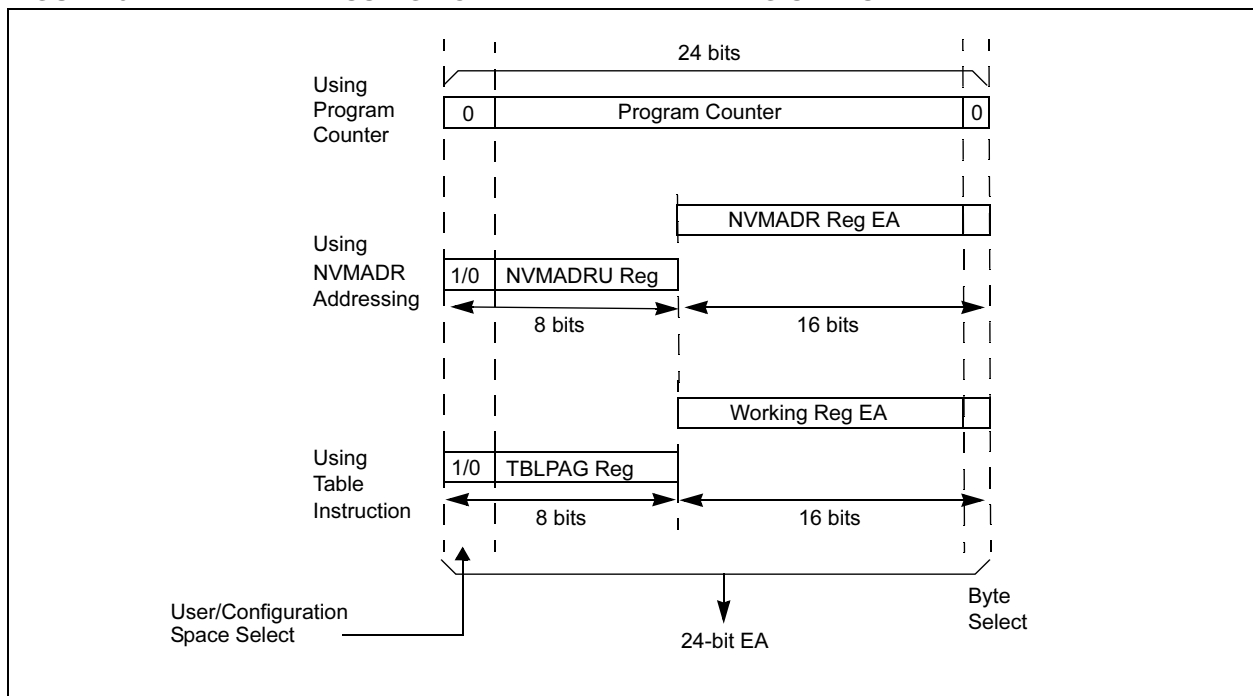 24 bits
Using
Program
Counter
0
Program Counter
0
NVMADR Reg EA
Using
NVMADR
Addressing
1/0
NVMADRU Reg
8 bits
16 bits
Working Reg EA
Using
Table
Instruction
1/0
TBLPAG Reg
8 bits
16 bits
User/Configuration
Space Select
24-bit EA
Byte
Select